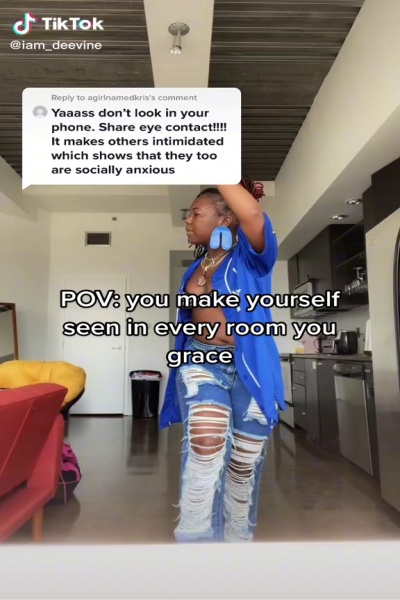 TikTok
@iam_deevine
Reply to agirlnamedkris's comment
Yaaass don't look in your
phone. Share eye contact!!!!
It makes others intimidated
which shows that they too
are socially anxious
POV: you make yourself
seen in every room you
grace